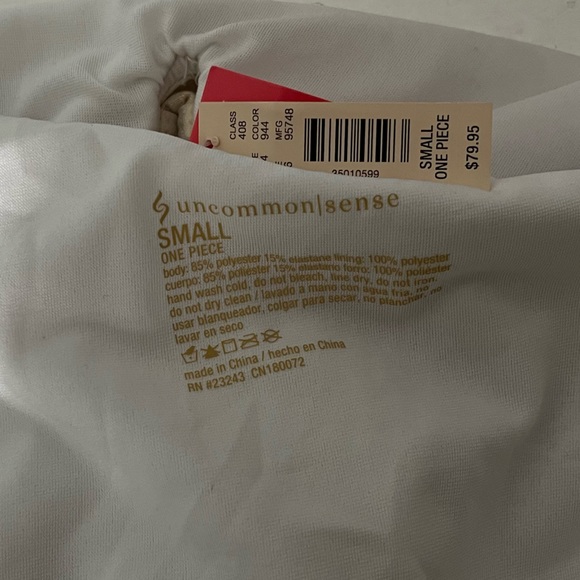 CLASS 408
COLOR 944
MFG 95748
35010599
SMALL
ONE PIECE
$79.95
uncommon|sense
SMALL
ONE PIECE
body: 85% polyester 15% elastane lining: 100% polyester
cuerpo: 85% poliéster 15% elastano forro: 100% poliéster
hand wash cold, do not bleach, line dry, do not iron,
do not dry clean / lavado a mano con agua fria, no
usar blanqueador, colgar para secar, no planchar, no
lavar en seco
made in China / hecho en China
RN #23243 CN180072